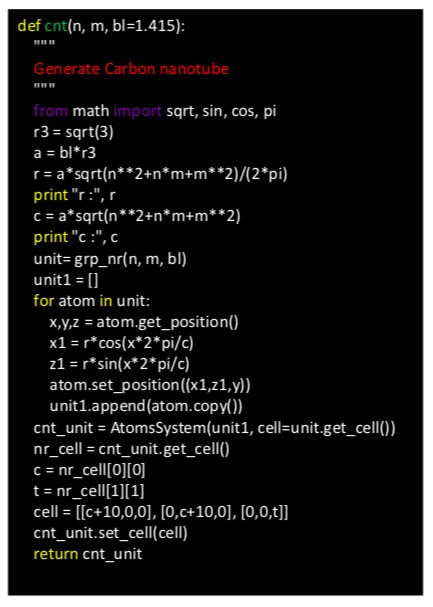 def cnt(n, m, bl=1.415):
    """
    Generate Carbon nanotube
    """
    from math import sqrt, sin, cos, pi
    r3 = sqrt(3)
    a = bl*r3
    r = a*sqrt(n**2+n*m+m**2)/(2*pi)
    print "r :", r
    c = a*sqrt(n**2+n*m+m**2)
    print "c :", c
    unit= grp_nr(n, m, bl)
    unit1 = []
    for atom in unit:
        x,y,z = atom.get_position()
        x1 = r*cos(x*2*pi/c)
        z1 = r*sin(x*2*pi/c)
        atom.set_position((x1,z1,y))
        unit1.append(atom.copy())
    cnt_unit = AtomsSystem(unit1, cell=unit.get_cell())
    nr_cell = cnt_unit.get_cell()
    c = nr_cell[0][0]
    t = nr_cell[1][1]
    cell = [[c+10,0,0], [0,c+10,0], [0,0,t]]
    cnt_unit.set_cell(cell)
    return cnt_unit